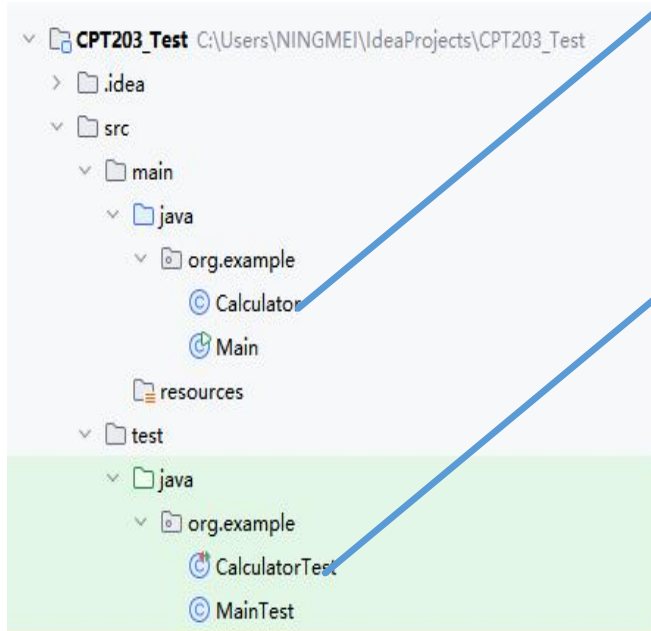 CPT203_Test C:\Users\NINGMEI\IdeaProjects\CPT203_Test
.idea
src
main
java
org.example
Calculator
Main
resources
test
java
org.example
CalculatorTest
MainTest